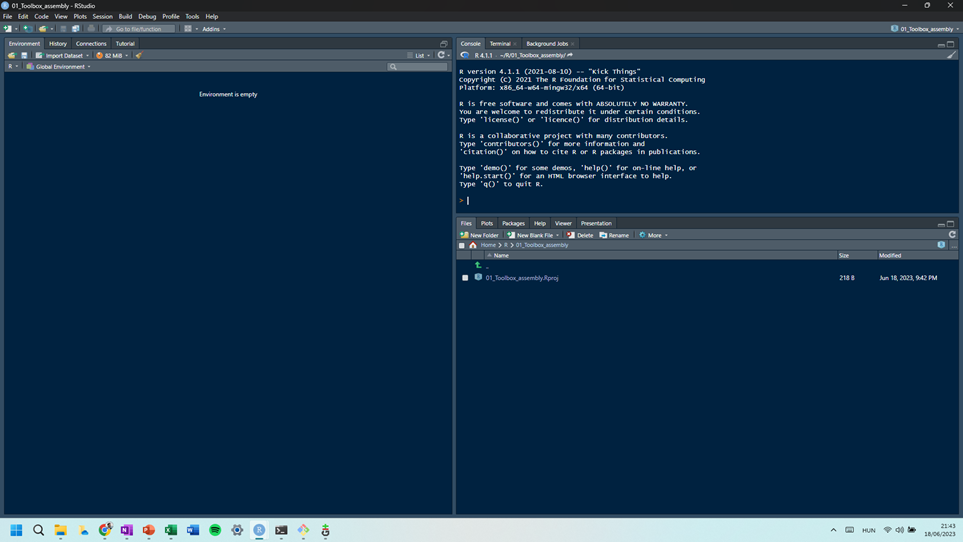 01_Toolbox_assembly - RStudio
File Edit Code View Plots Session Build Debug Profile Tools Help
Go to file/function Addins 01_Toolbox_assembly
Environment History Connections Tutorial
Import Dataset 82 MiB List
R Global Environment
Environment is empty
Console Terminal Background Jobs
R 4.1.1 · ~/R/01_Toolbox_assembly/
R version 4.1.1 (2021-08-10) -- "Kick Things"
Copyright (C) 2021 The R Foundation for Statistical Computing
Platform: x86_64-w64-mingw32/x64 (64-bit)
R is free software and comes with ABSOLUTELY NO WARRANTY.
You are welcome to redistribute it under certain conditions.
Type 'license()' or 'licence()' for distribution details.
R is a collaborative project with many contributors.
Type 'contributors()' for more information and
'citation()' on how to cite R or R packages in publications.
Type 'demo()' for some demos, 'help()' for on-line help, or
'help.start()' for an HTML browser interface to help.
Type 'q()' to quit R.
>
Files Plots Packages Help Viewer Presentation
New Folder New Blank File Delete Rename More
Home R 01_Toolbox_assembly
Name Size Modified
..
01_Toolbox_assembly.Rproj 218 B Jun 18, 2023, 9:42 PM
HUN 21:43
18/06/2023